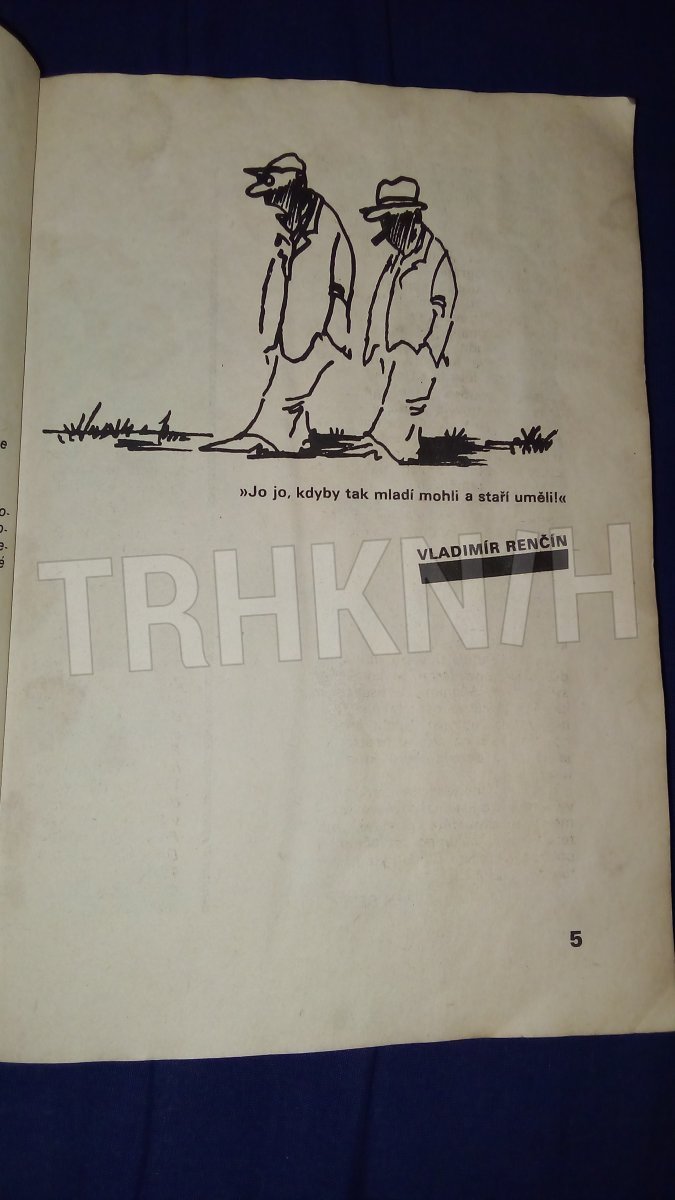 »Jo jo, kdyby tak mladí mohli a staří uměli!«
VLADIMÍR RENČÍN
TRHKNIH
5